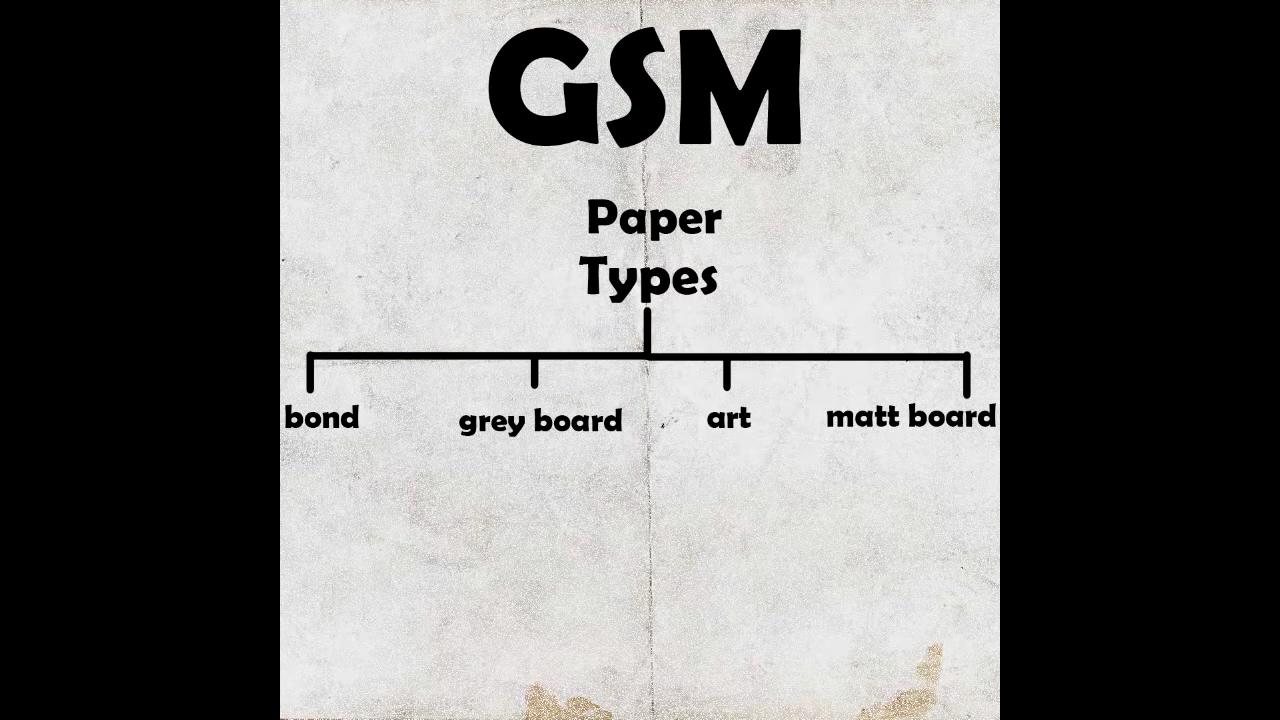 GSM
Paper
Types
bond
grey board
art
matt board